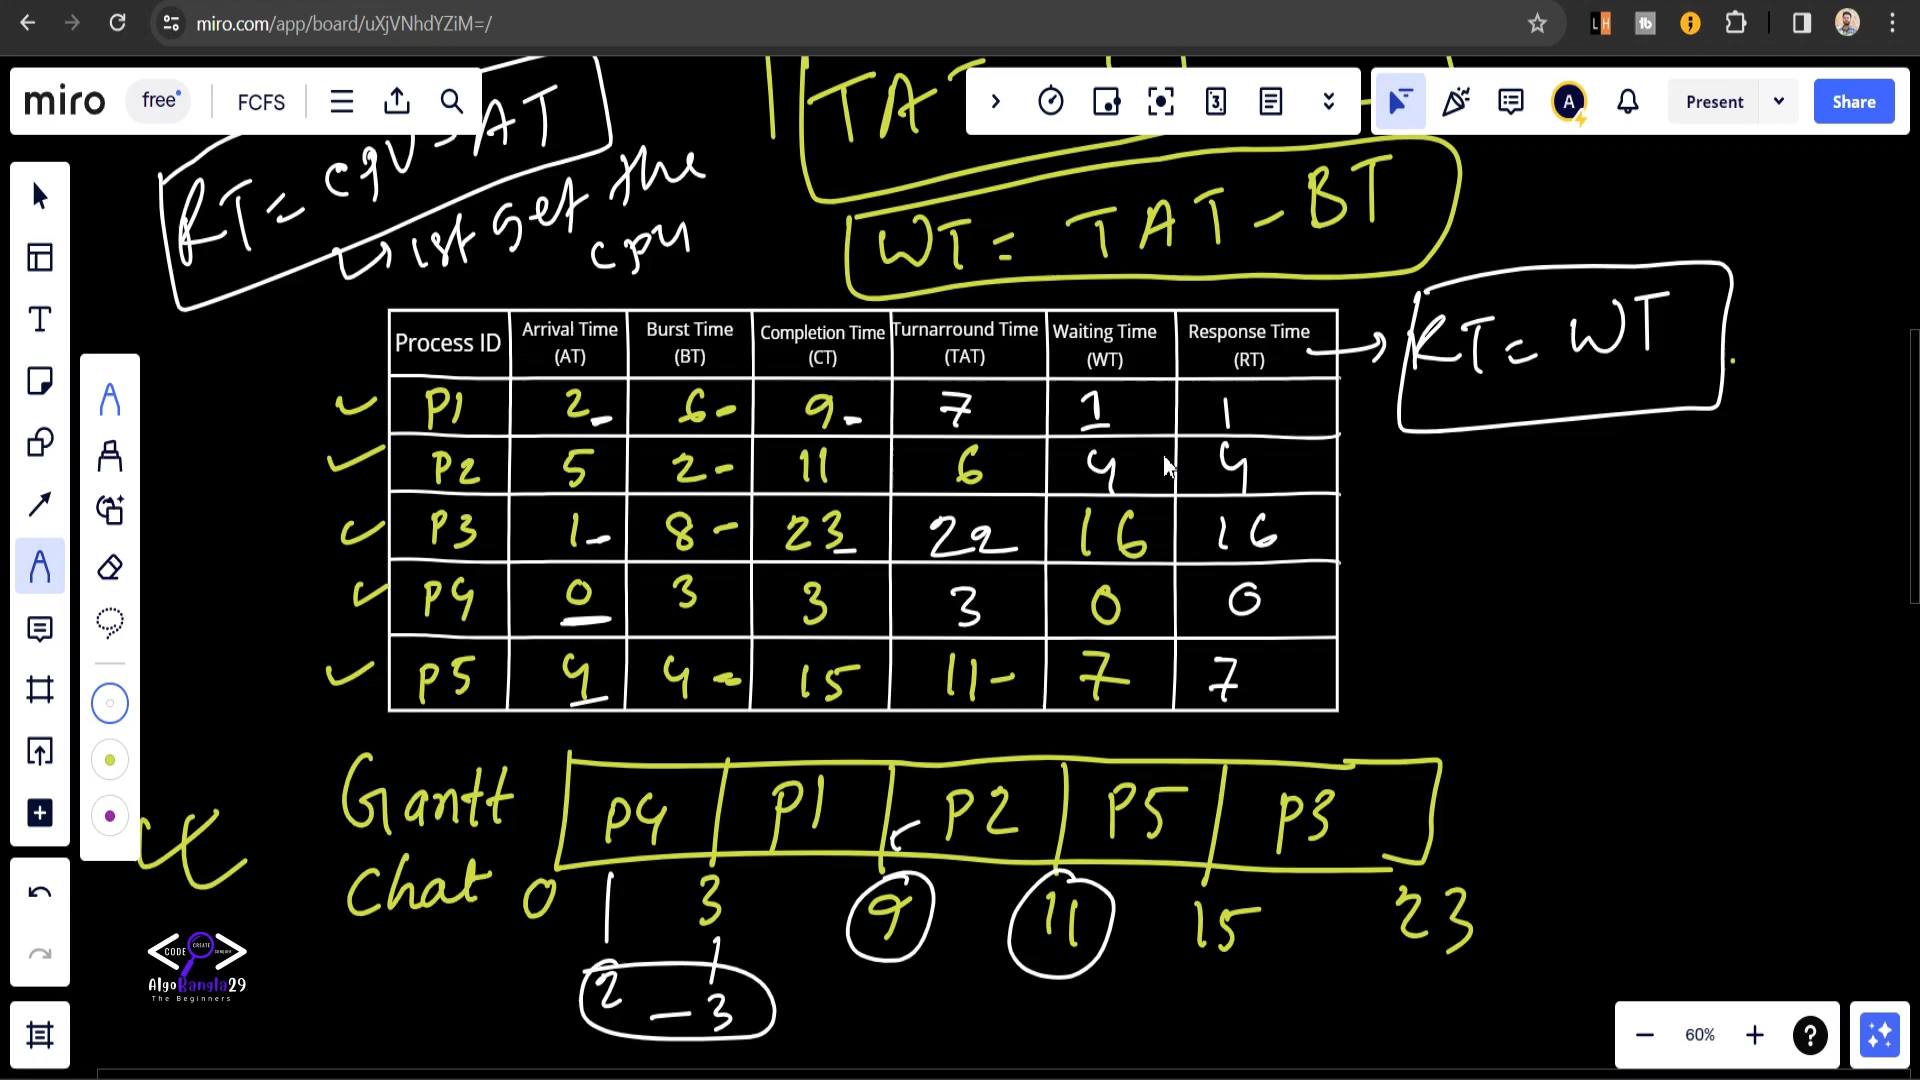 miro.com/app/board/uXjVNhdYZiM=/
miro free FCFS
Present Share
TAT
RT = cqu - AT
1st get the
cpu
WT = TAT - BT
RT = WT
Process ID Arrival Time (AT) Burst Time (BT) Completion Time (CT) Turnarround Time (TAT) Waiting Time (WT) Response Time (RT)
P1 2 6 9 7 1 1
P2 5 2 11 6 4 4
P3 1 8 23 22 16 16
P4 0 3 3 3 0 0
P5 4 4 15 11 7 7
Gantt
Chat
P4 P1 P2 P5 P3
0 3 9 11 15 23
2 - 3
CODE CREATE CONQUER
AlgoBangla29
The Beginners
60%